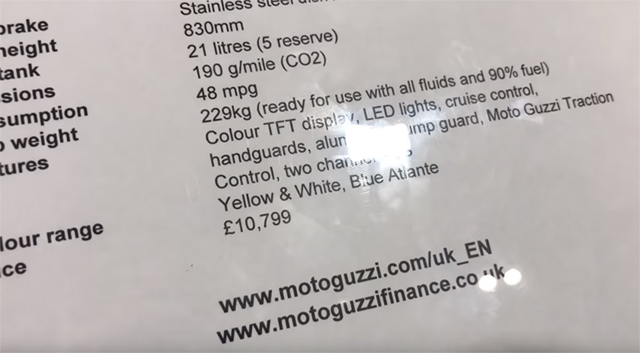 brake Stainless steel
height 830mm
tank 21 litres (5 reserve)
sions 190 g/mile (CO2)
sumption 48 mpg
weight 229kg (ready for use with all fluids and 90% fuel)
tures Colour TFT display, LED lights, cruise control,
handguards, alun ump guard, Moto Guzzi Traction
Control, two
lour range Yellow & White, Blue Atlante
ce £10,799
www.motoguzzi.com/uk_EN
www.motoguzzifinance.co.uk